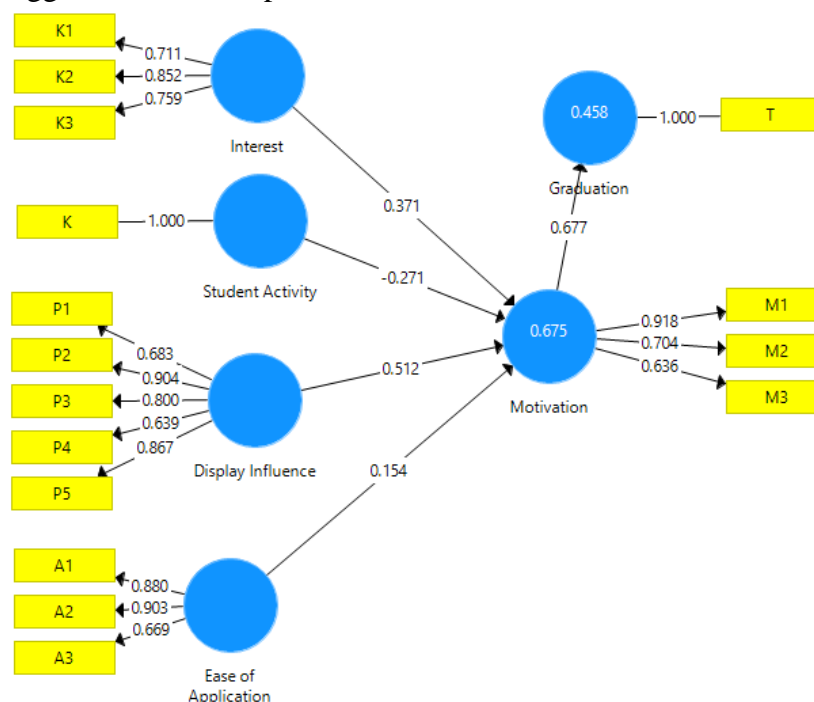 K1
0.711
K2
0.852
K3
0.759
Interest
0.458
1.000
T
Graduation
0.371
0.677
K
1.000
Student Activity
-0.271
P1
0.683
P2
0.904
P3
0.800
P4
0.639
P5
0.867
Display Influence
0.512
0.675
Motivation
0.918
M1
0.704
M2
0.636
M3
0.154
A1
0.880
A2
0.903
A3
0.669
Ease of
Application